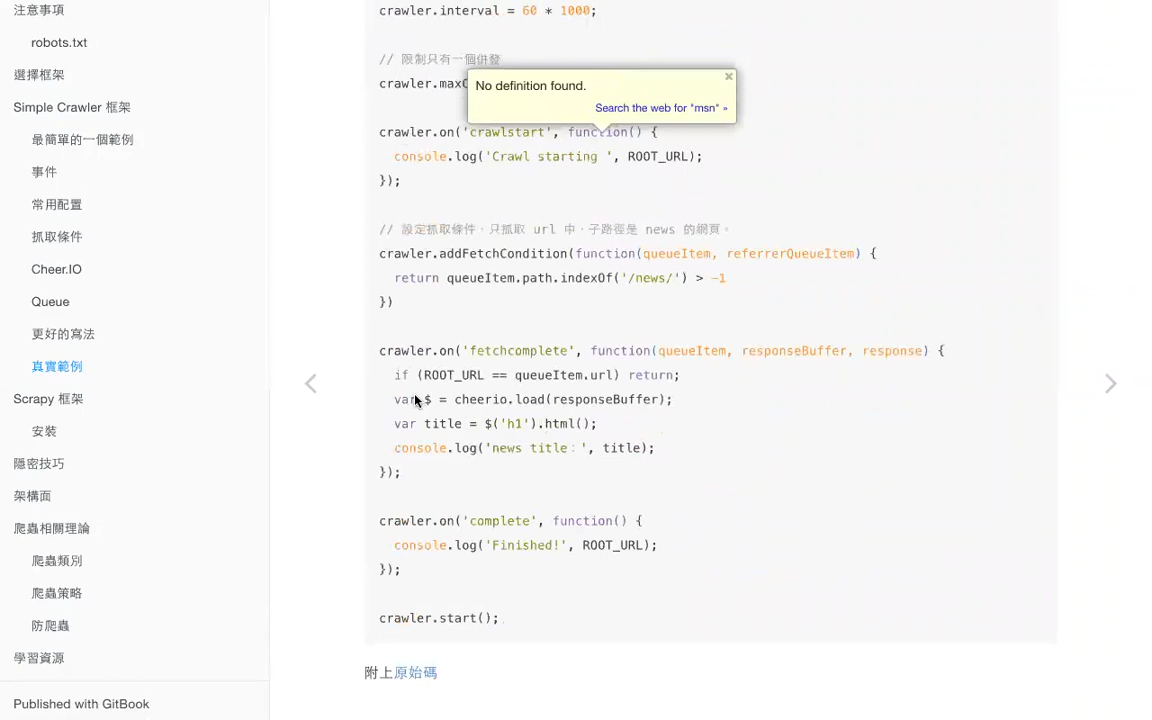 注意事項
robots.txt
選擇框架
Simple Crawler 框架
最簡單的一個範例
事件
常用配置
抓取條件
Cheer.IO
Queue
更好的寫法
真實範例
Scrapy 框架
安裝
隱密技巧
架構面
爬蟲相關理論
爬蟲類別
爬蟲策略
防爬蟲
學習資源
Published with GitBook
crawler.interval = 60 * 1000;
// 限制只有一個併發
crawler.maxC
No definition found.
Search the web for "msn" »
crawler.on('crawlstart', function() {
console.log('Crawl starting ', ROOT_URL);
});
// 設定抓取條件，只抓取 url 中，子路徑是 news 的網頁。
crawler.addFetchCondition(function(queueItem, referrerQueueItem) {
return queueItem.path.indexOf('/news/') > -1
})
crawler.on('fetchcomplete', function(queueItem, responseBuffer, response) {
if (ROOT_URL == queueItem.url) return;
var $ = cheerio.load(responseBuffer);
var title = $('h1').html();
console.log('news title：', title);
});
crawler.on('complete', function() {
console.log('Finished!', ROOT_URL);
});
crawler.start();
附上原始碼